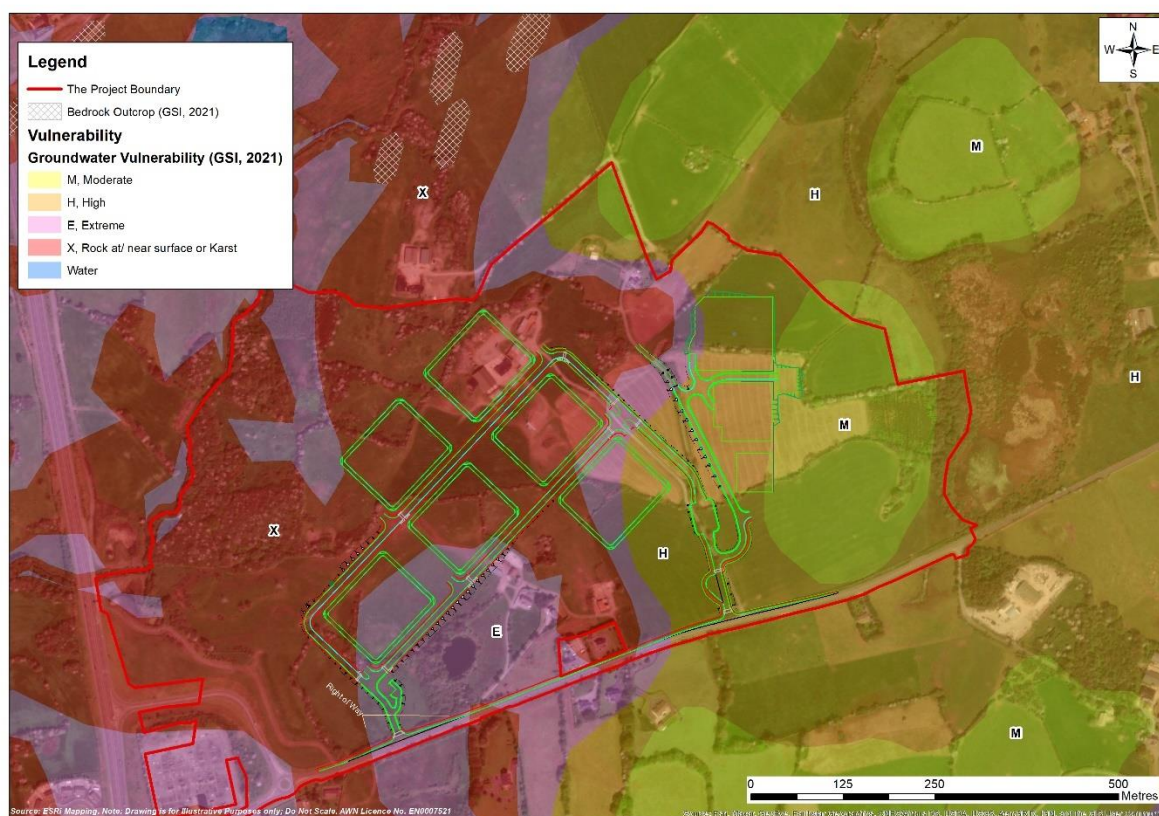 Legend
The Project Boundary
Bedrock Outcrop (GSI, 2021)
Vulnerability
Groundwater Vulnerability (GSI, 2021)
M, Moderate
H, High
E, Extreme
X, Rock at/ near surface or Karst
Water
N
W E
S
M
X
H
H
M
X
H
E
Right of Way
M
0 125 250 500
Metres
Source: ESRI Mapping, Note: Drawing is for Illustrative Purposes only; Do Not Scale. AWN Licence No. EN0007521